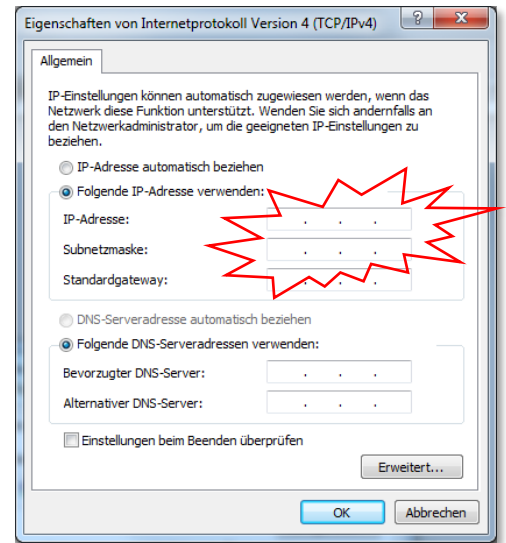 Eigenschaften von Internetprotokoll Version 4 (TCP/IPv4)
Allgemein
IP-Einstellungen können automatisch zugewiesen werden, wenn das
Netzwerk diese Funktion unterstützt. Wenden Sie sich andernfalls an
den Netzwerkadministrator, um die geeigneten IP-Einstellungen zu
beziehen.
IP-Adresse automatisch beziehen
Folgende IP-Adresse verwenden:
IP-Adresse: . . .
Subnetzmaske: . . .
Standardgateway: . . .
DNS-Serveradresse automatisch beziehen
Folgende DNS-Serveradressen verwenden:
Bevorzugter DNS-Server: . . .
Alternativer DNS-Server: . . .
Einstellungen beim Beenden überprüfen
Erweitert...
OK Abbrechen